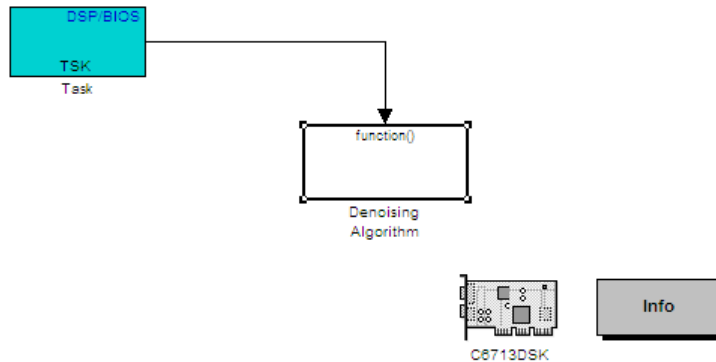 DSP/BIOS
TSK
Task
function()
Denoising
Algorithm
Info
C6713DSK